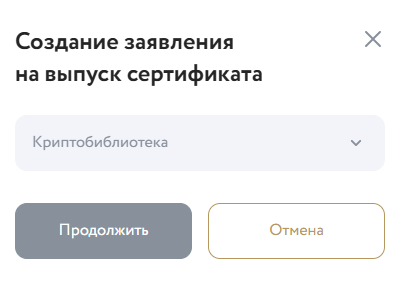 Создание заявления
на выпуск сертификата
Криптобиблиотека
Продолжить
Отмена